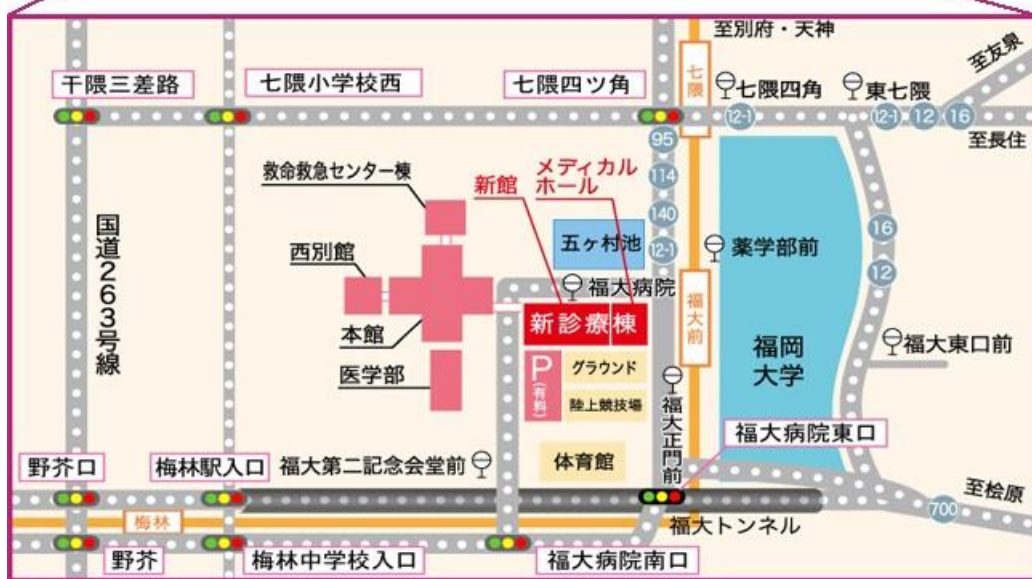 至別府・天神
至友泉
干隈三差路
七隈小学校西
七隈四ツ角
七隈
七隈四角
東七隈
12-1
12-1
12
16
至長住
95
救命救急センター棟
新館
メディカル
ホール
114
140
五ヶ村池
12-1
薬学部前
16
12
国道263号線
西別館
福大病院
新診療棟
福大前
本館
福岡
大学
福大東口前
医学部
P
(有料)
グラウンド
陸上競技場
福大正門前
福大病院東口
野芥口
梅林駅入口
福大第二記念会堂前
体育館
至桧原
700
梅林
福大トンネル
野芥
梅林中学校入口
福大病院南口